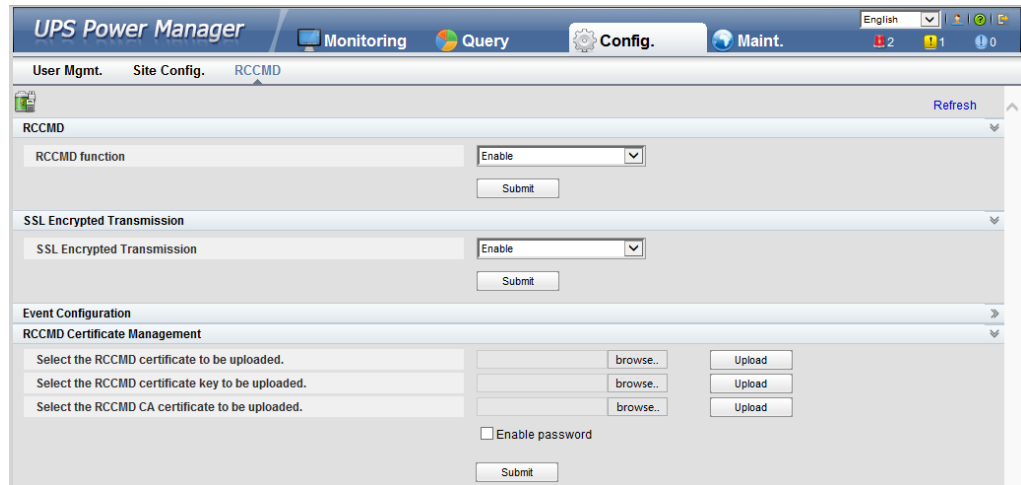 UPS Power Manager
Monitoring
Query
Config.
Maint.
English
2
1
0
User Mgmt.
Site Config.
RCCMD
Refresh
RCCMD
RCCMD function
Enable
Submit
SSL Encrypted Transmission
SSL Encrypted Transmission
Enable
Submit
Event Configuration
RCCMD Certificate Management
Select the RCCMD certificate to be uploaded.
browse..
Upload
Select the RCCMD certificate key to be uploaded.
browse..
Upload
Select the RCCMD CA certificate to be uploaded.
browse..
Upload
Enable password
Submit